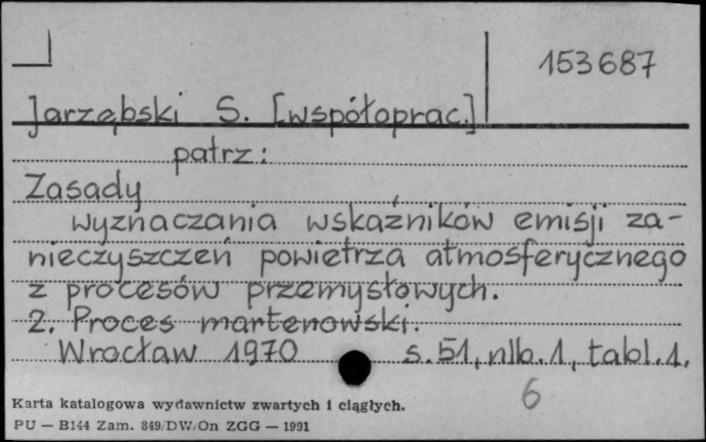 153687
Jarzębski S. [współoprac.]
patrz:
Zasady
wyznaczania wskaźników emisji za-
nieczyszczeń powietrza atmosferycznego
z procesów przemysłowych.
2. Proces martenowski.
Wrocław 1970 s. 51, nlb. 1, tabl. 1.
6
Karta katalogowa wydawnictw zwartych i ciągłych.
PU — B144 Zam. 849/DW/On ZGG — 1991